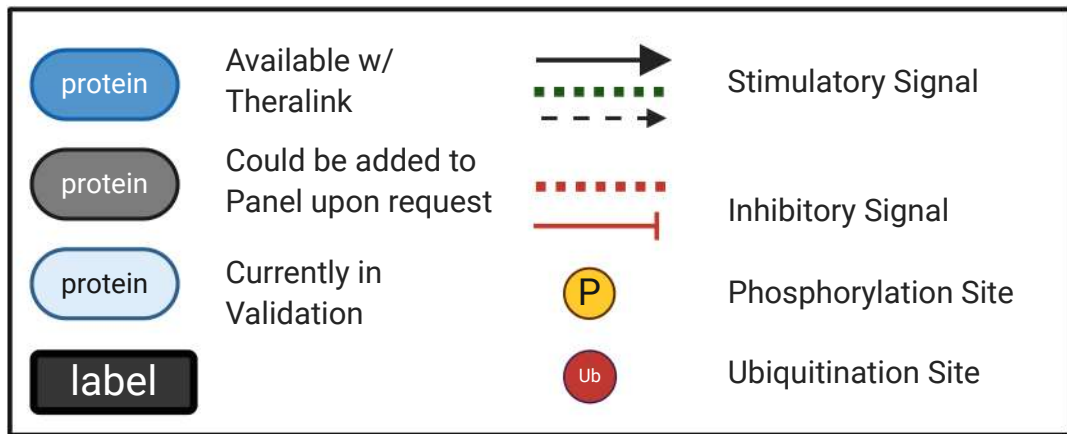 protein
Available w/
Theralink
protein
Could be added to
Panel upon request
protein
Currently in
Validation
label
Stimulatory Signal
Inhibitory Signal
P
Phosphorylation Site
Ub
Ubiquitination Site